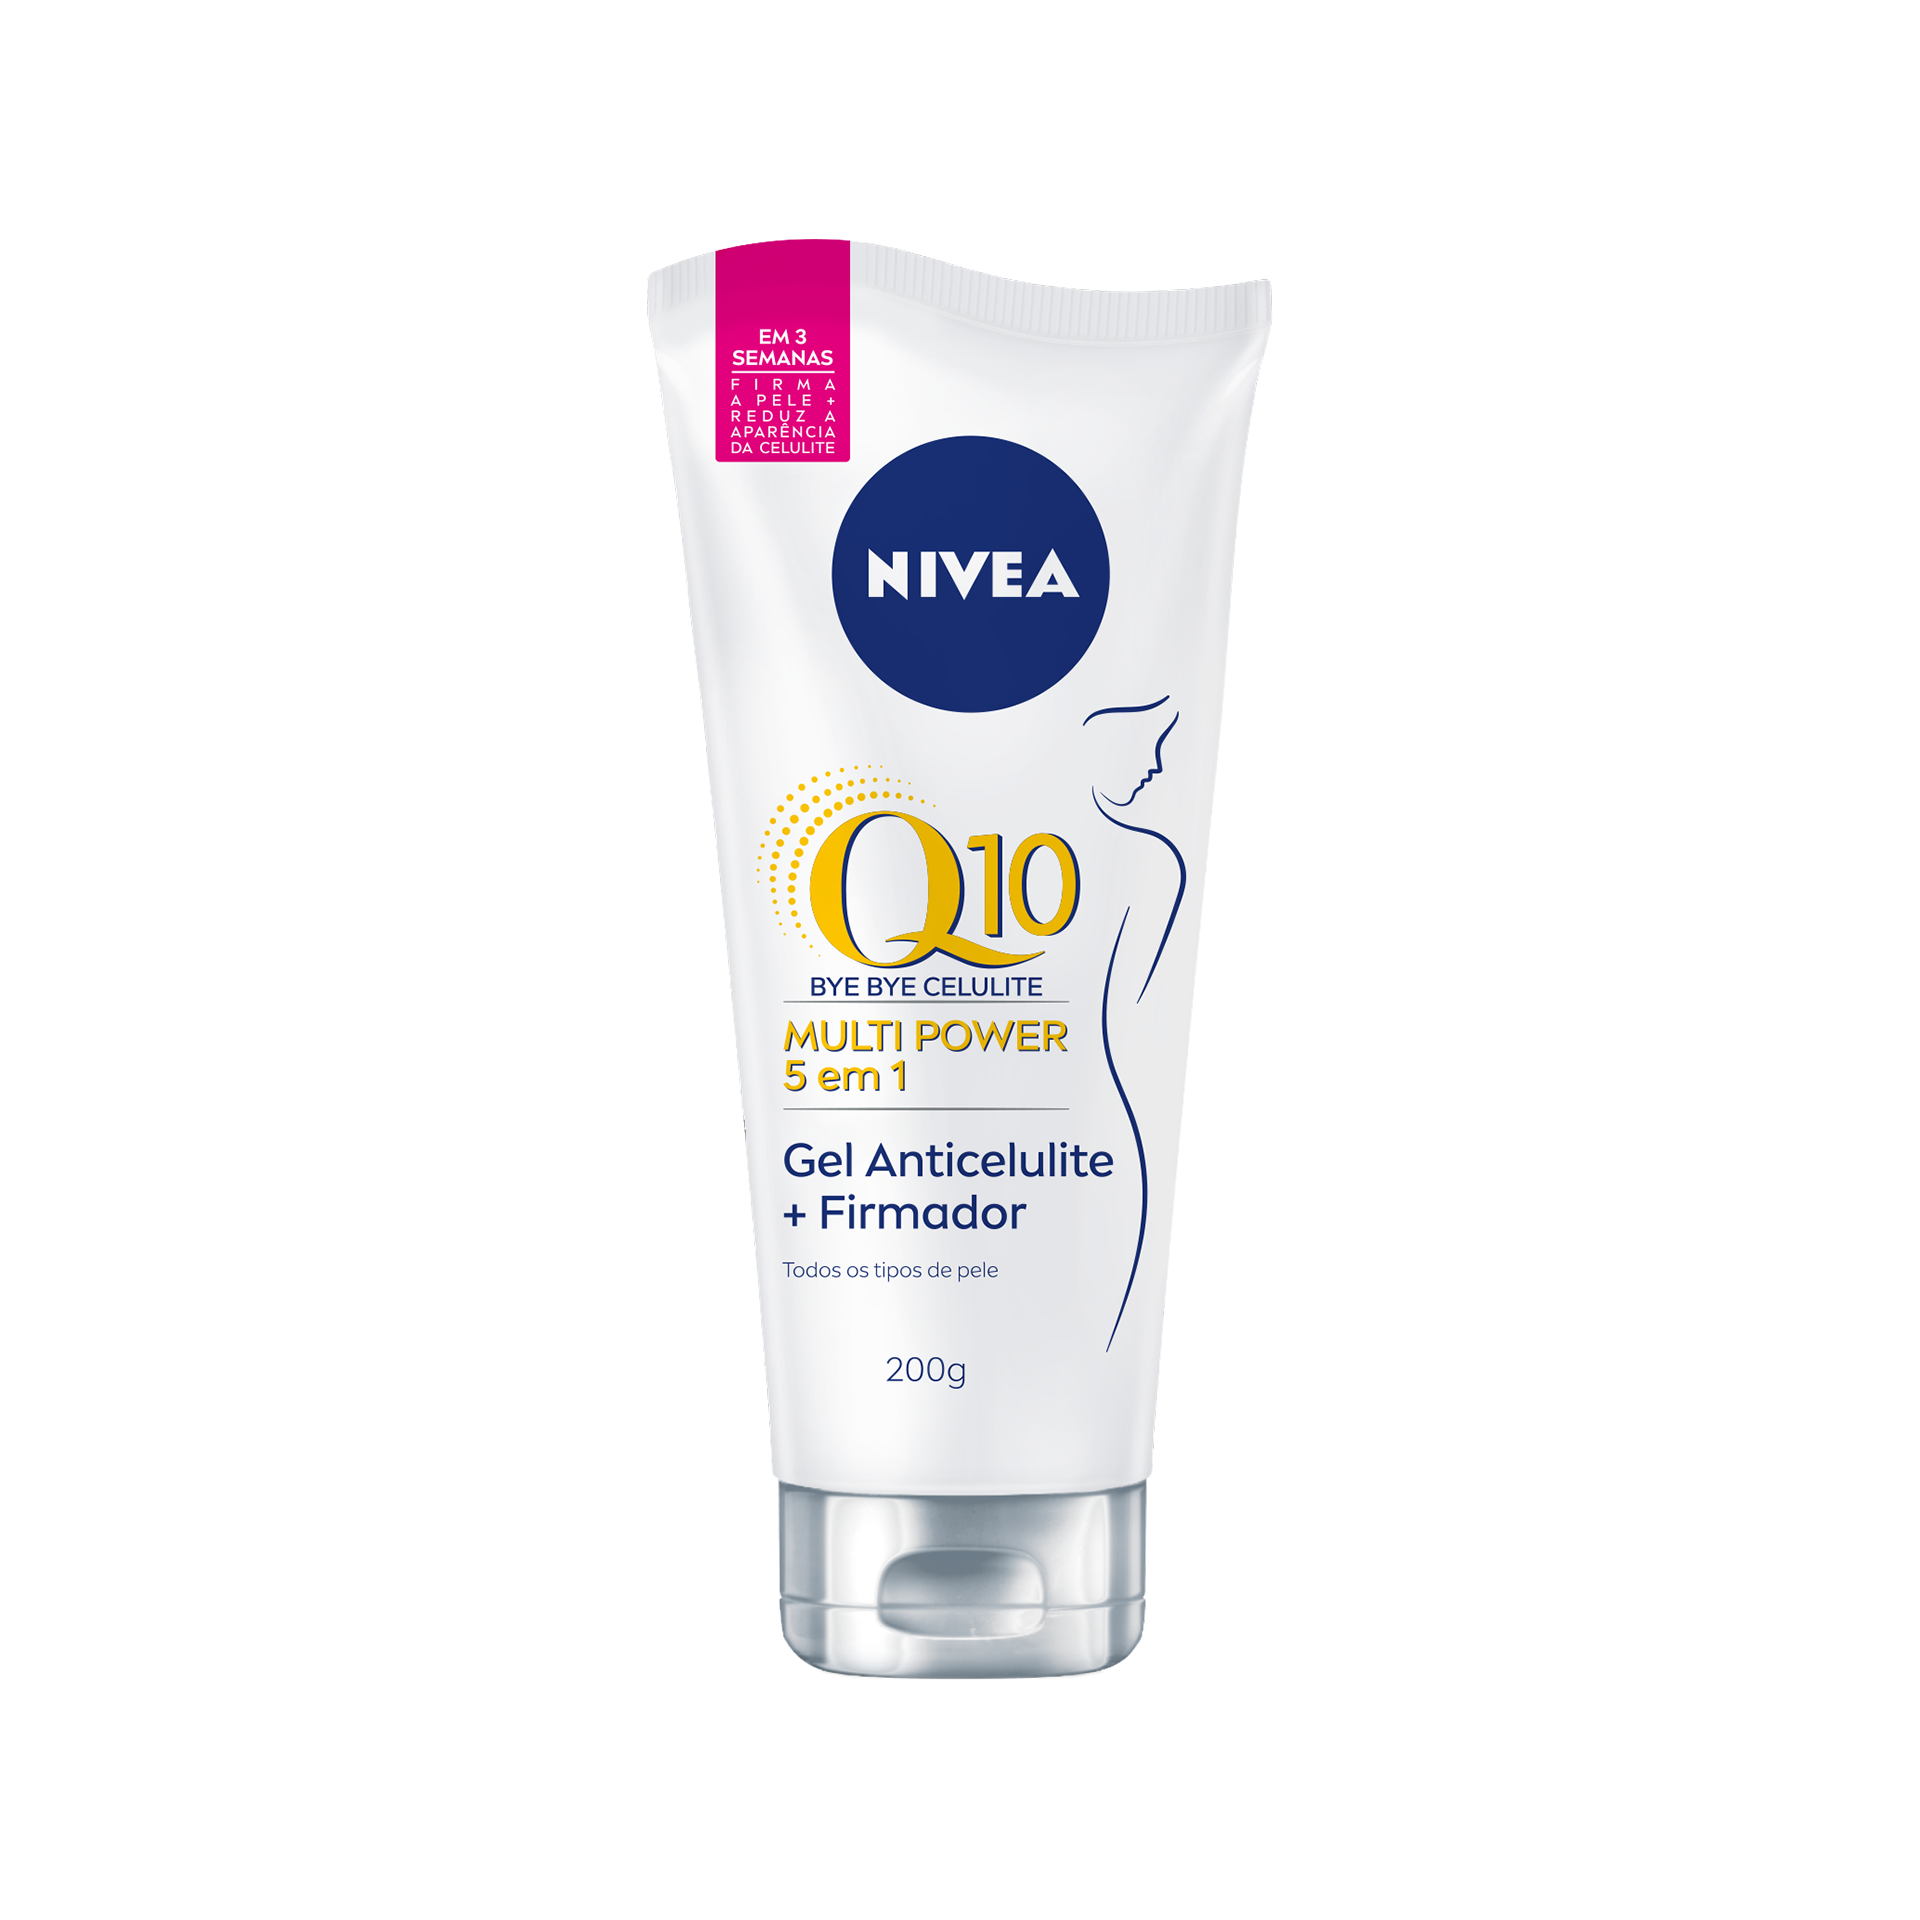 EM 3
SEMANAS
FIRMA
A PELE +
REDUZ A
APARÊNCIA
DA CELULITE
NIVEA
Q10
BYE BYE CELULITE
MULTI POWER
5 em 1
Gel Anticelulite
+ Firmador
Todos os tipos de pele
200g